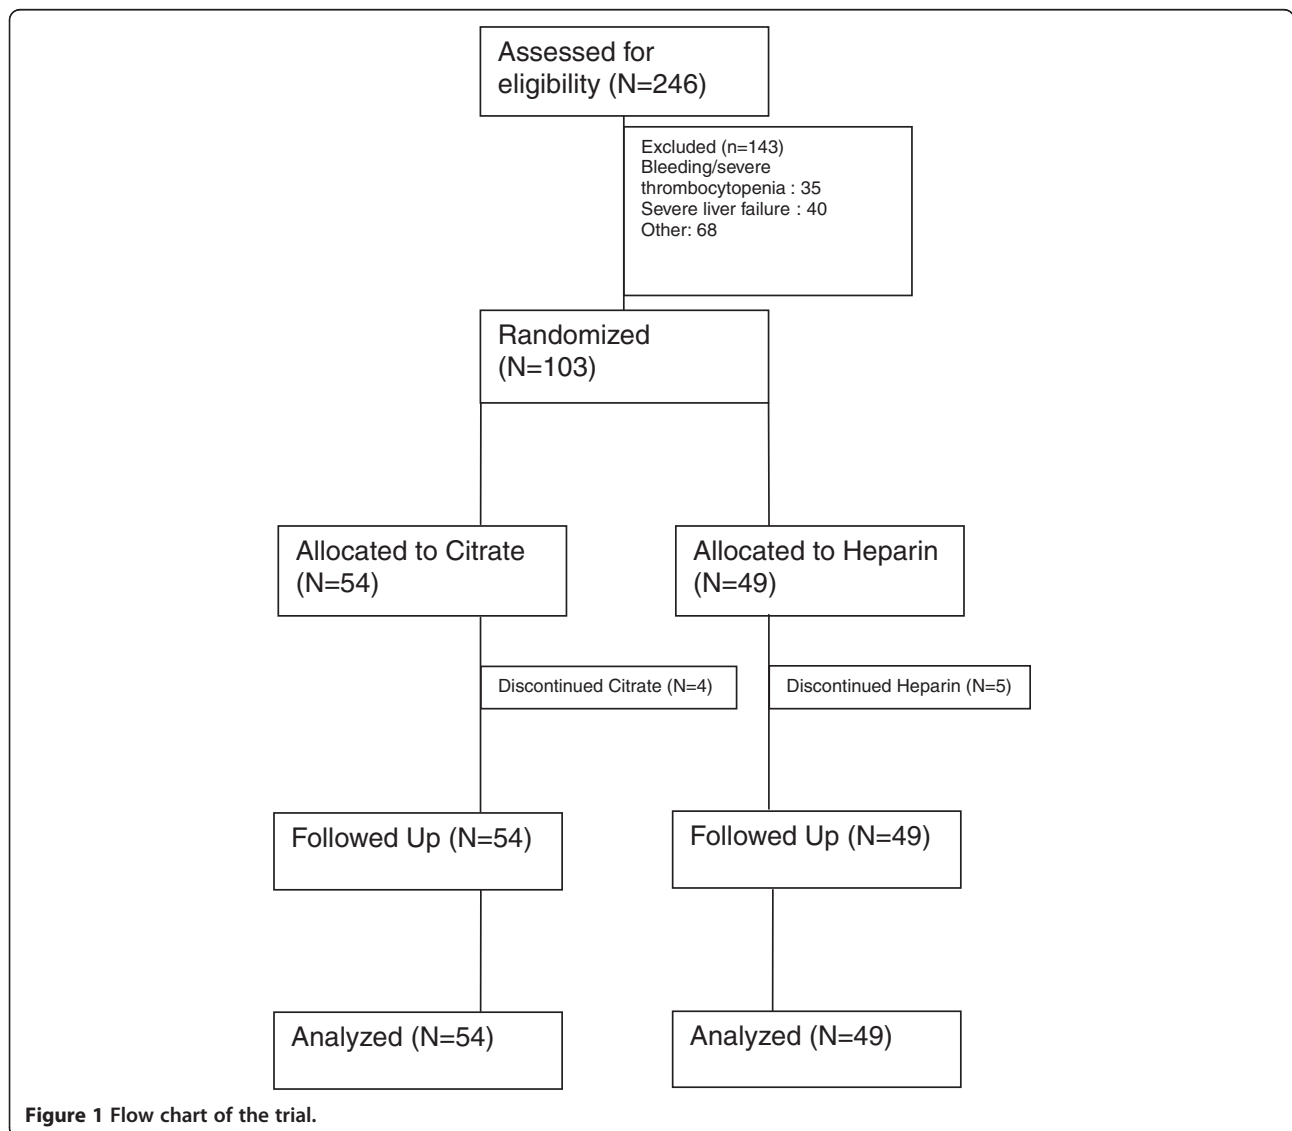 Assessed for
eligibility (N=246)
Excluded (n=143)
Bleeding/severe
thrombocytopenia : 35
Severe liver failure : 40
Other: 68
Randomized
(N=103)
Allocated to Citrate
(N=54)
Allocated to Heparin
(N=49)
Discontinued Citrate (N=4)
Discontinued Heparin (N=5)
Followed Up (N=54)
Followed Up (N=49)
Analyzed (N=54)
Analyzed (N=49)
Figure 1 Flow chart of the trial.